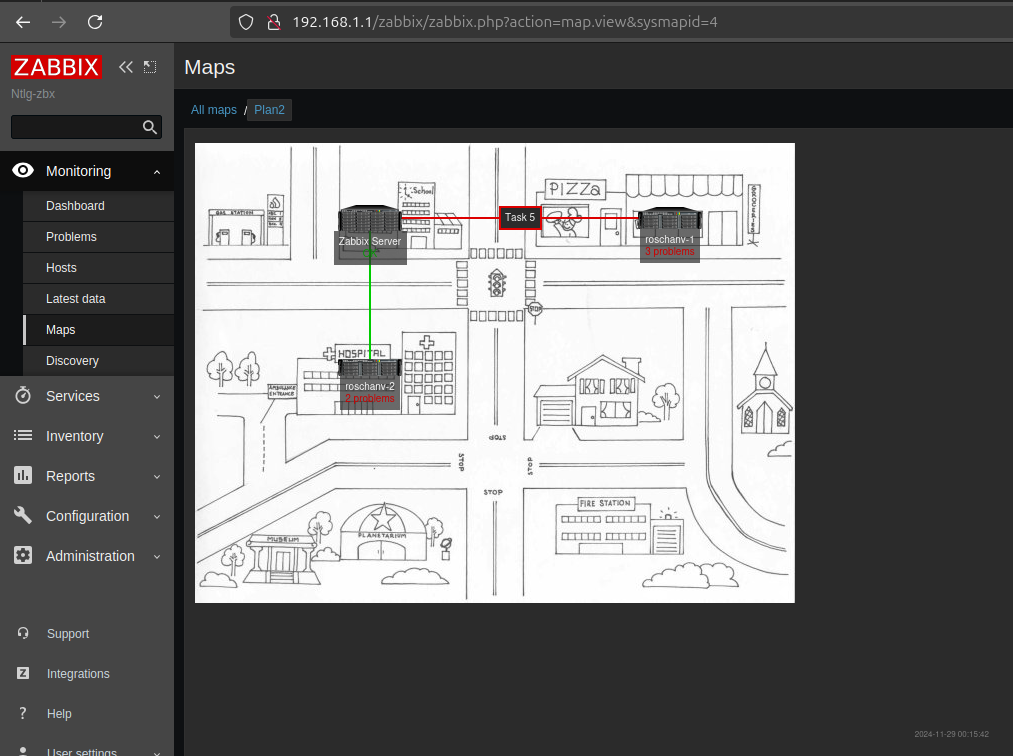 192.168.1.1/zabbix/zabbix.php?action=map.view&sysmapid=4
ZABBIX
Ntlg-zbx
Monitoring
Dashboard
Problems
Hosts
Latest data
Maps
Discovery
Services
Inventory
Reports
Configuration
Administration
Support
Z Integrations
? Help
User settings
Maps
All maps / Plan2
GAS STATION
School
PIZZa
Zabbix Server
Task 5
roschanv-1
3 problems
STOP
HOSPITAL
AMBULANCE
ENTRANCE
roschanv-2
2 problems
STOP
STOP
STOP
STOP
MUSEUM
PLANETARIUM
FIRE STATION
2024-11-29 00:15:42